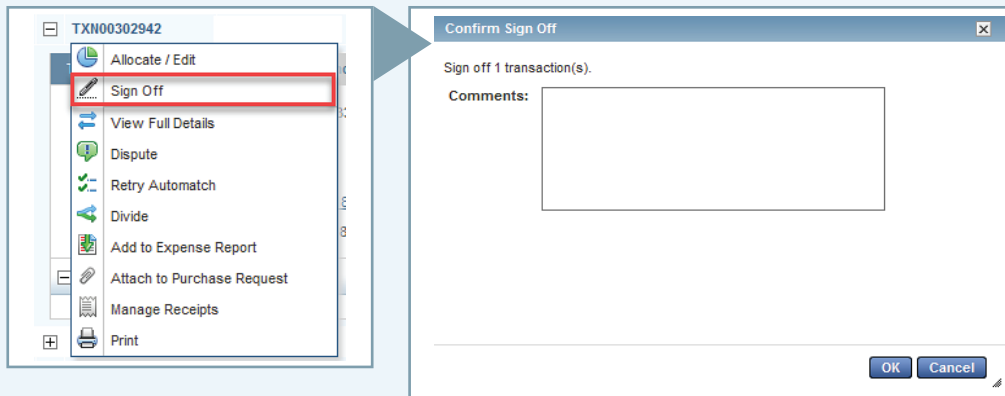 TXN00302942
Allocate / Edit
Sign Off
View Full Details
Dispute
Retry Automatch
Divide
Add to Expense Report
Attach to Purchase Request
Manage Receipts
Print
Confirm Sign Off
Sign off 1 transaction(s).
Comments:
OK Cancel